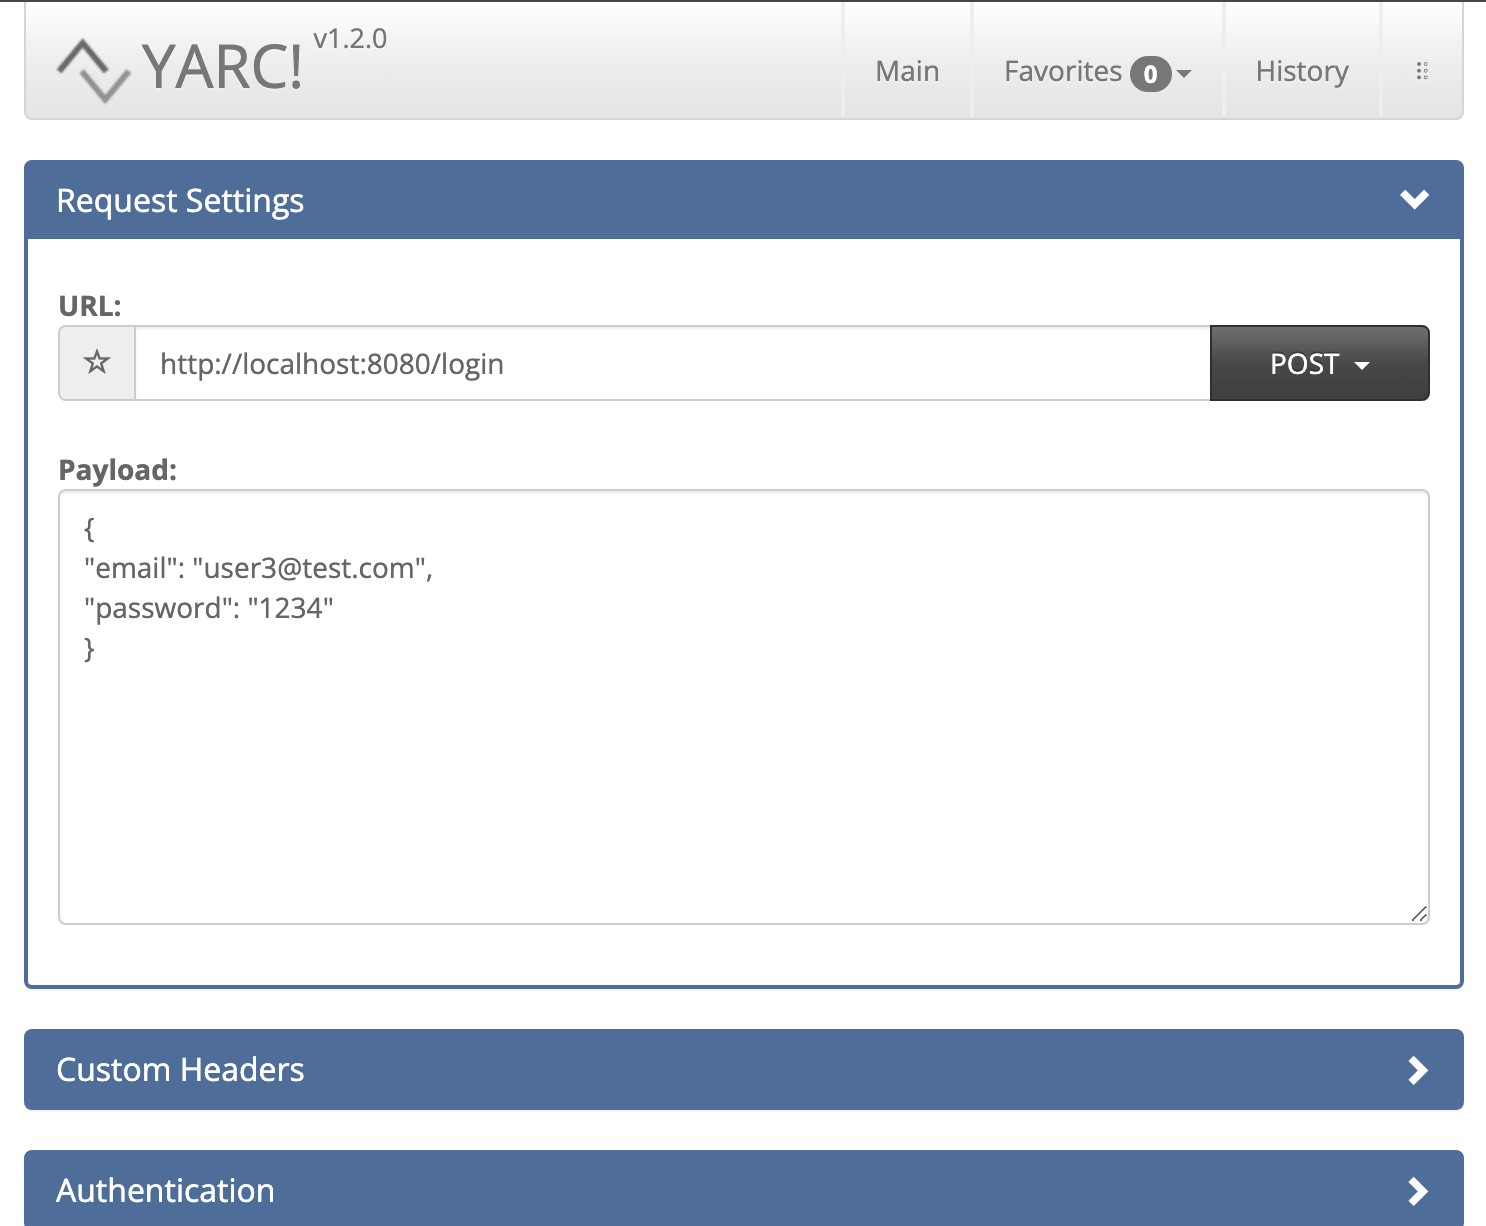 YARC! v1.2.0
Main
Favorites 0
History
Request Settings
URL:
http://localhost:8080/login
POST
Payload:
{
"email": "user3@test.com",
"password": "1234"
}
Custom Headers
Authentication